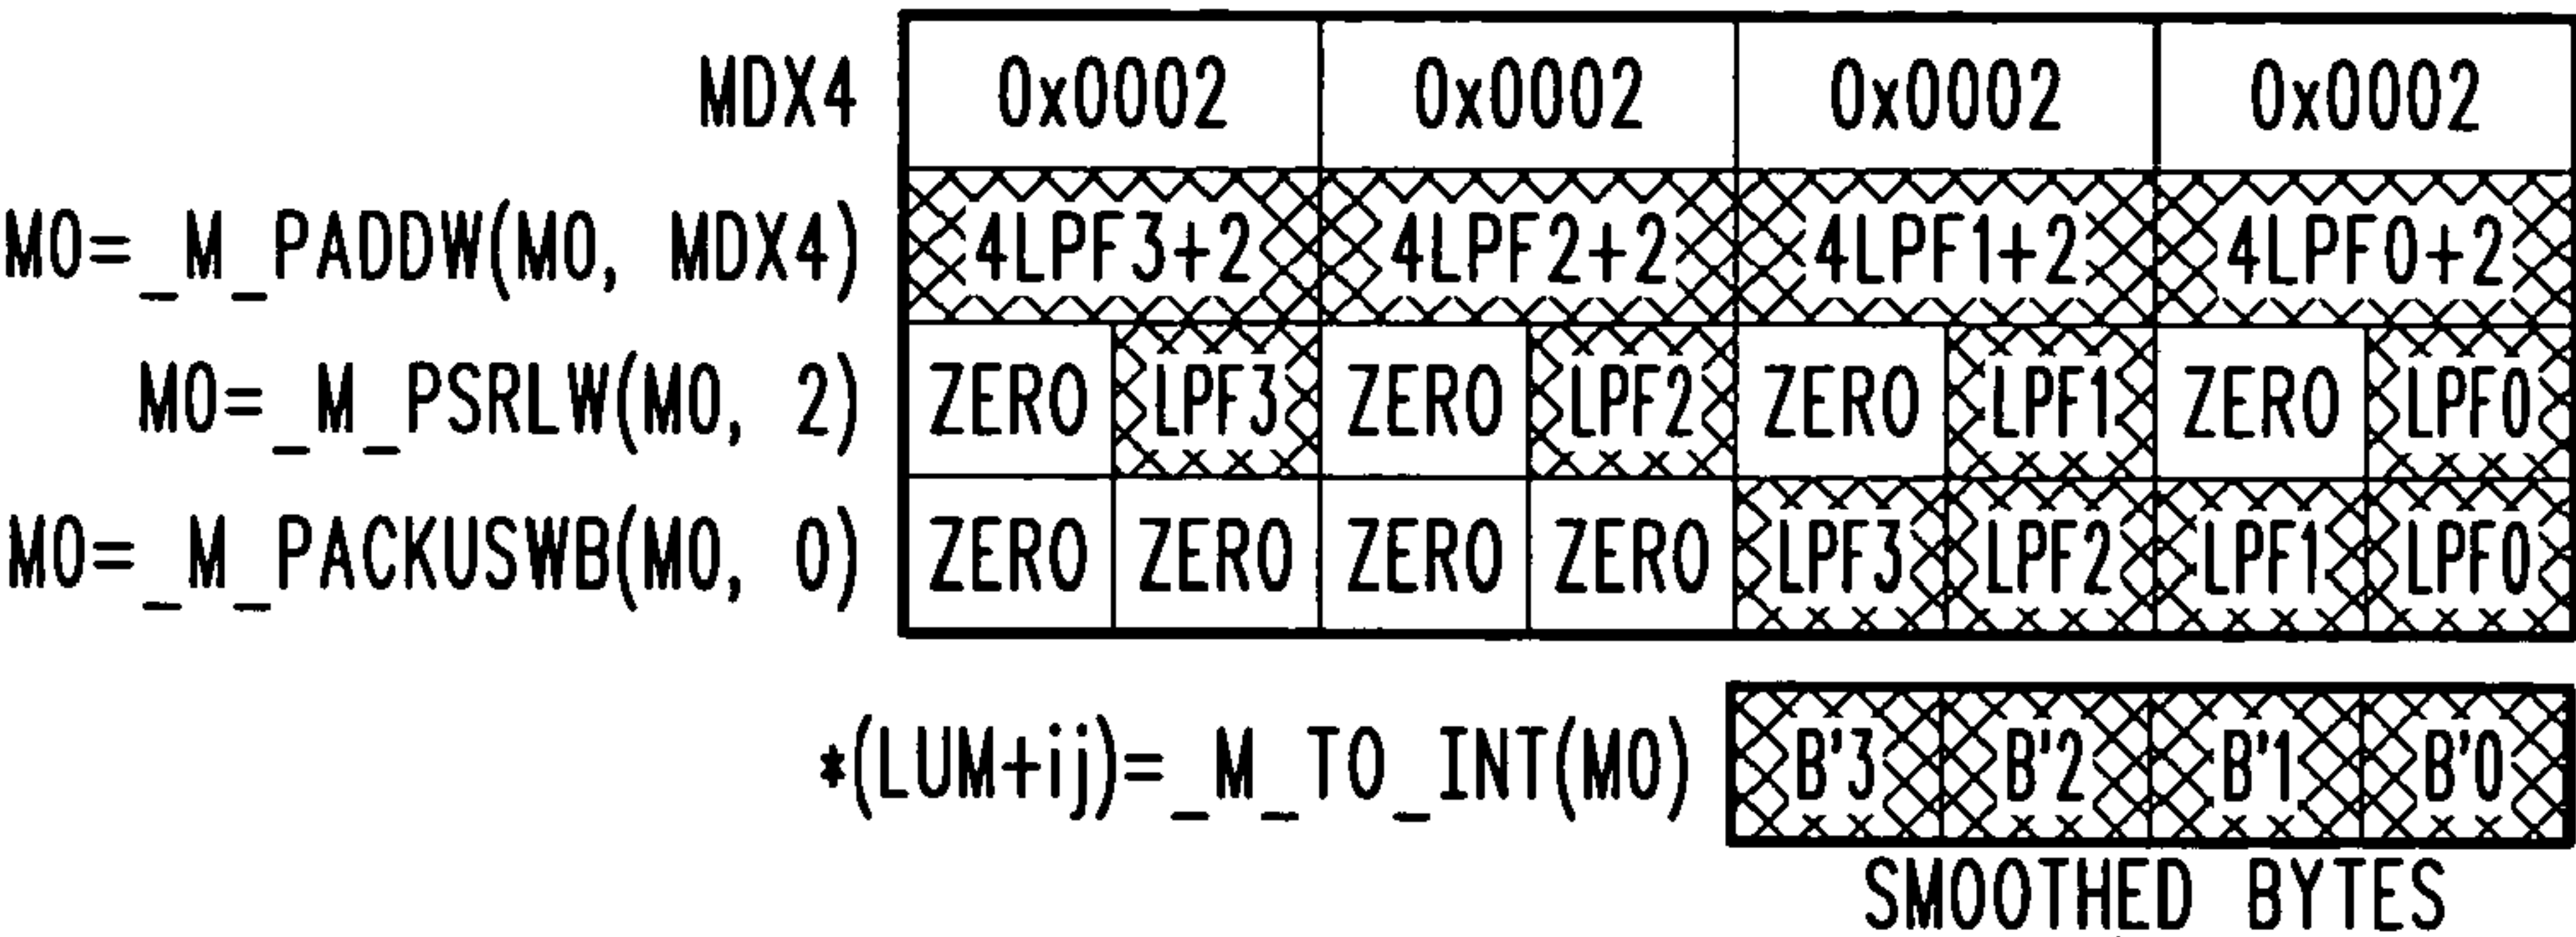 MDX4 0x0002 0x0002 0x0002 0x0002
M0=_M_PADDW(M0, MDX4) 4LPF3+2 4LPF2+2 4LPF1+2 4LPF0+2
M0=_M_PSRLW(M0, 2) ZERO LPF3 ZERO LPF2 ZERO LPF1 ZERO LPF0
M0=_M_PACKUSWB(M0, 0) ZERO ZERO ZERO ZERO LPF3 LPF2 LPF1 LPF0
*(LUM+ij)=_M_TO_INT(M0) B'3 B'2 B'1 B'0
SMOOTHED BYTES